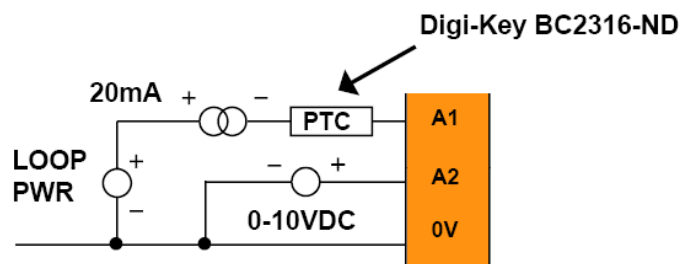 Digi-Key BC2316-ND
20mA
+
-
PTC
A1
LOOP
PWR
+
-
-
+
A2
0-10VDC
0V